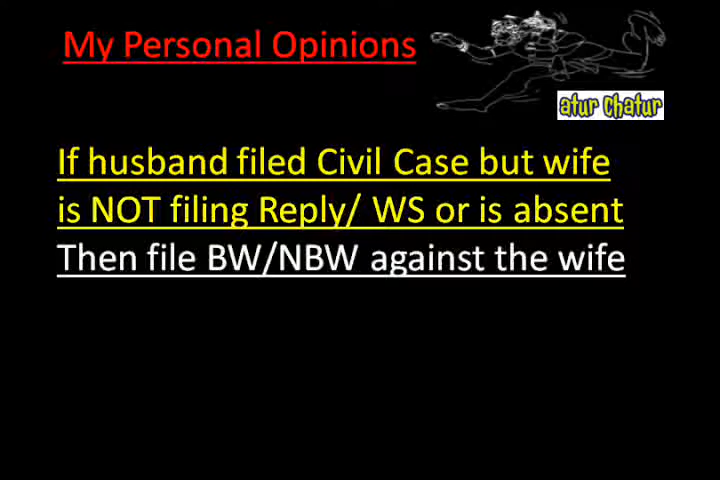 My Personal Opinions
atur chatur
If husband filed Civil Case but wife
is NOT filing Reply/ WS or is absent
Then file BW/NBW against the wife